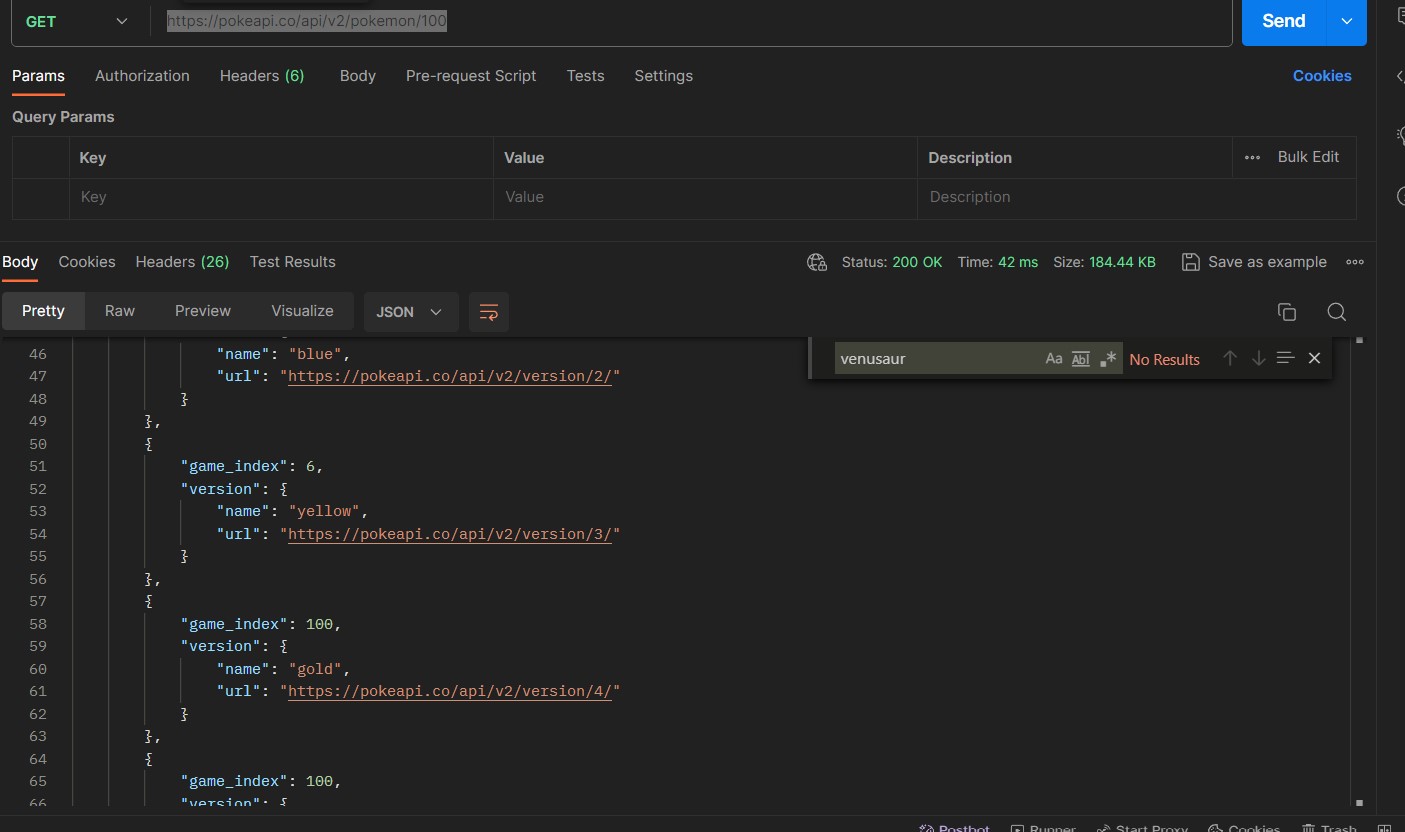 GET https://pokeapi.co/api/v2/pokemon/100 Send
Params Authorization Headers (6) Body Pre-request Script Tests Settings Cookies
Query Params
Key Value Description Bulk Edit
Key Value Description
Body Cookies Headers (26) Test Results Status: 200 OK Time: 42 ms Size: 184.44 KB Save as example
Pretty Raw Preview Visualize JSON
venusaur Aa Abl .* No Results
46 "name": "blue",
47 "url": "https://pokeapi.co/api/v2/version/2/"
48 }
49 },
50 {
51 "game_index": 6,
52 "version": {
53 "name": "yellow",
54 "url": "https://pokeapi.co/api/v2/version/3/"
55 }
56 },
57 {
58 "game_index": 100,
59 "version": {
60 "name": "gold",
61 "url": "https://pokeapi.co/api/v2/version/4/"
62 }
63 },
64 {
65 "game_index": 100,
66 "version": {
Postbot Runner Start Proxy Cookies Trash